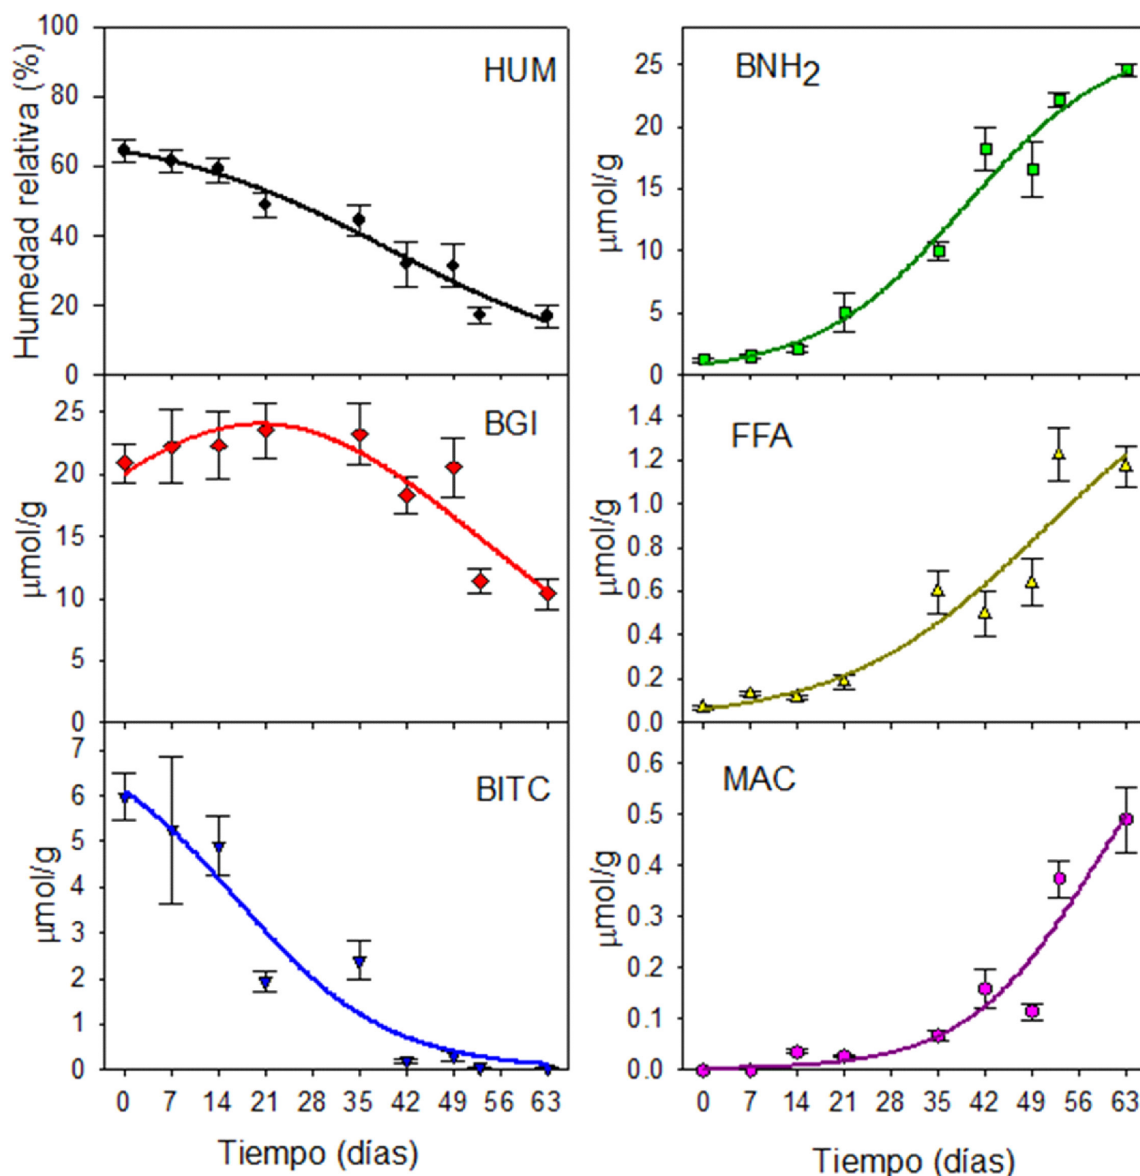 Humedad relativa (%)
100
80
60
40
20
0
HUM
μmol/g
25
20
15
10
5
0
BNH2
μmol/g
25
20
15
10
5
0
BGI
μmol/g
1.4
1.2
1.0
0.8
0.6
0.4
0.2
0.0
FFA
μmol/g
7
6
5
4
3
2
1
0
BITC
0 7 14 21 28 35 42 49 56 63
Tiempo (días)
μmol/g
0.6
0.5
0.4
0.3
0.2
0.1
0.0
MAC
0 7 14 21 28 35 42 49 56 63
Tiempo (días)